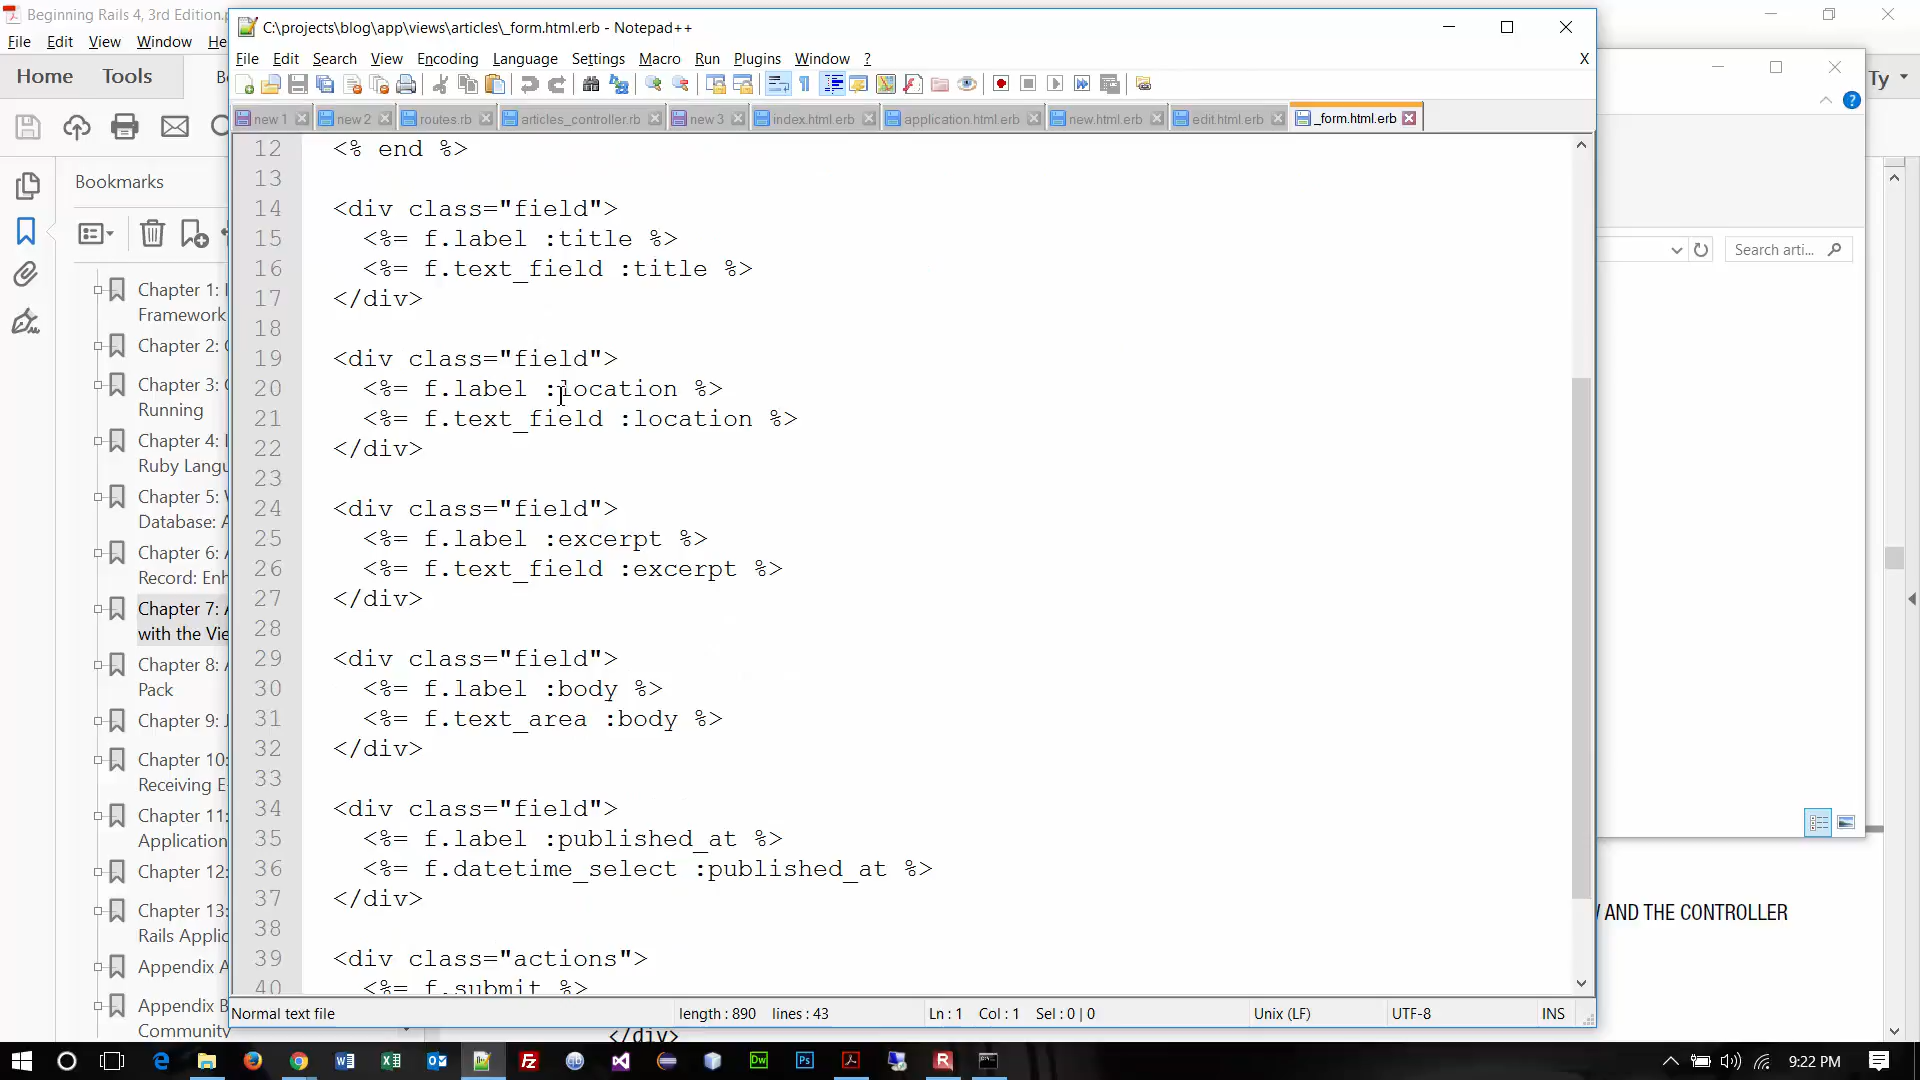 Beginning Rails 4, 3rd Edition.p
File Edit View Window He
Home Tools
Bookmarks
Chapter 1: I
Framework
Chapter 2: 
Chapter 3: 
Running
Chapter 4: I
Ruby Langu
Chapter 5: W
Database: A
Chapter 6: A
Record: Enh
Chapter 7: A
with the Vie
Chapter 8: A
Pack
Chapter 9: J
Chapter 10:
Receiving E-
Chapter 11:
Application
Chapter 12:
Chapter 13:
Rails Applic
Appendix A
Appendix B
Community
C:\projects\blog\app\views\articles\_form.html.erb - Notepad++
File Edit Search View Encoding Language Settings Macro Run Plugins Window ? X
new 1 new 2 routes.rb articles_controller.rb new 3 index.html.erb application.html.erb new.html.erb edit.html.erb _form.html.erb
12 <% end %>
13
14 <div class="field">
15 <%= f.label :title %>
16 <%= f.text_field :title %>
17 </div>
18
19 <div class="field">
20 <%= f.label :location %>
21 <%= f.text_field :location %>
22 </div>
23
24 <div class="field">
25 <%= f.label :excerpt %>
26 <%= f.text_field :excerpt %>
27 </div>
28
29 <div class="field">
30 <%= f.label :body %>
31 <%= f.text_area :body %>
32 </div>
33
34 <div class="field">
35 <%= f.label :published_at %>
36 <%= f.datetime_select :published_at %>
37 </div>
38
39 <div class="actions">
40 <%= f.submit %>
Normal text file length : 890 lines : 43 Ln : 1 Col : 1 Sel : 0 | 0 Unix (LF) UTF-8 INS
Ty
Search arti...
AND THE CONTROLLER
</div>
9:22 PM